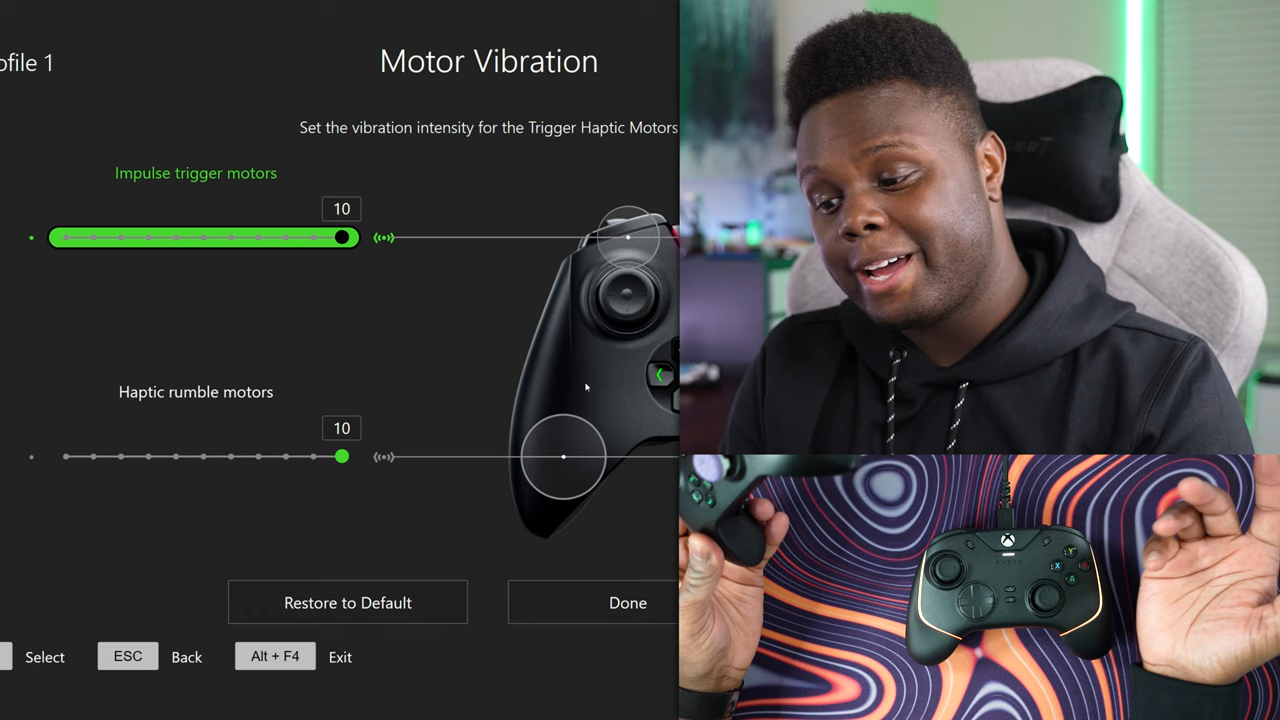 ofile 1
Motor Vibration
Set the vibration intensity for the Trigger Haptic Motors
Impulse trigger motors
10
Haptic rumble motors
10
Restore to Default
Done
Select
ESC
Back
Alt + F4
Exit
Y
X
A